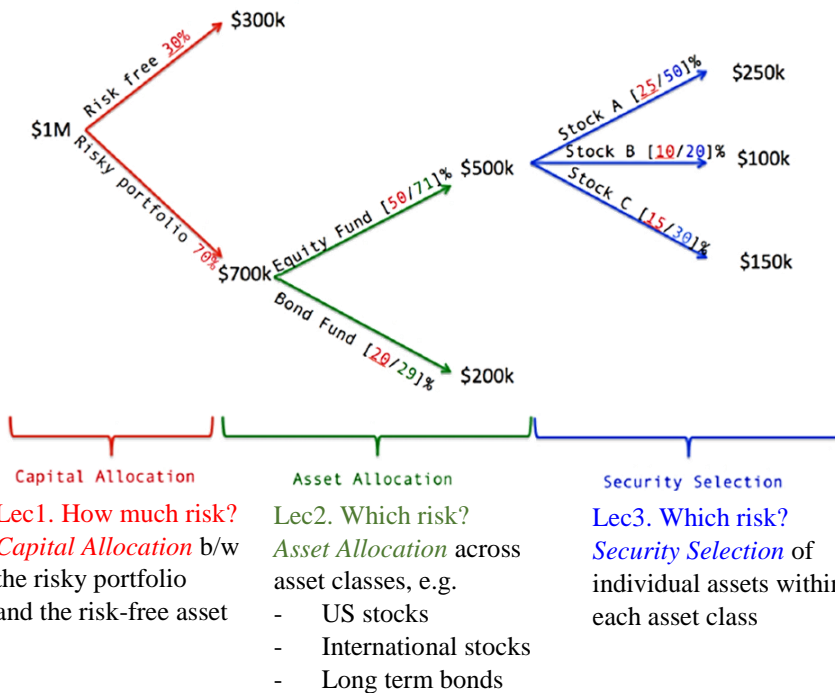 $300k
Risk free 30%
$1M
Risky portfolio 70%
$700k
Equity Fund [50/71]%
$500k
Bond Fund [20/29]%
$200k
Stock A [25/50]%
$250k
Stock B [10/20]%
$100k
Stock C [15/30]%
$150k
Capital Allocation
Asset Allocation
Security Selection
Lec1. How much risk?
Capital Allocation b/w
the risky portfolio
and the risk-free asset
Lec2. Which risk?
Asset Allocation across
asset classes, e.g.
- US stocks
- International stocks
- Long term bonds
Lec3. Which risk?
Security Selection of
individual assets within
each asset class